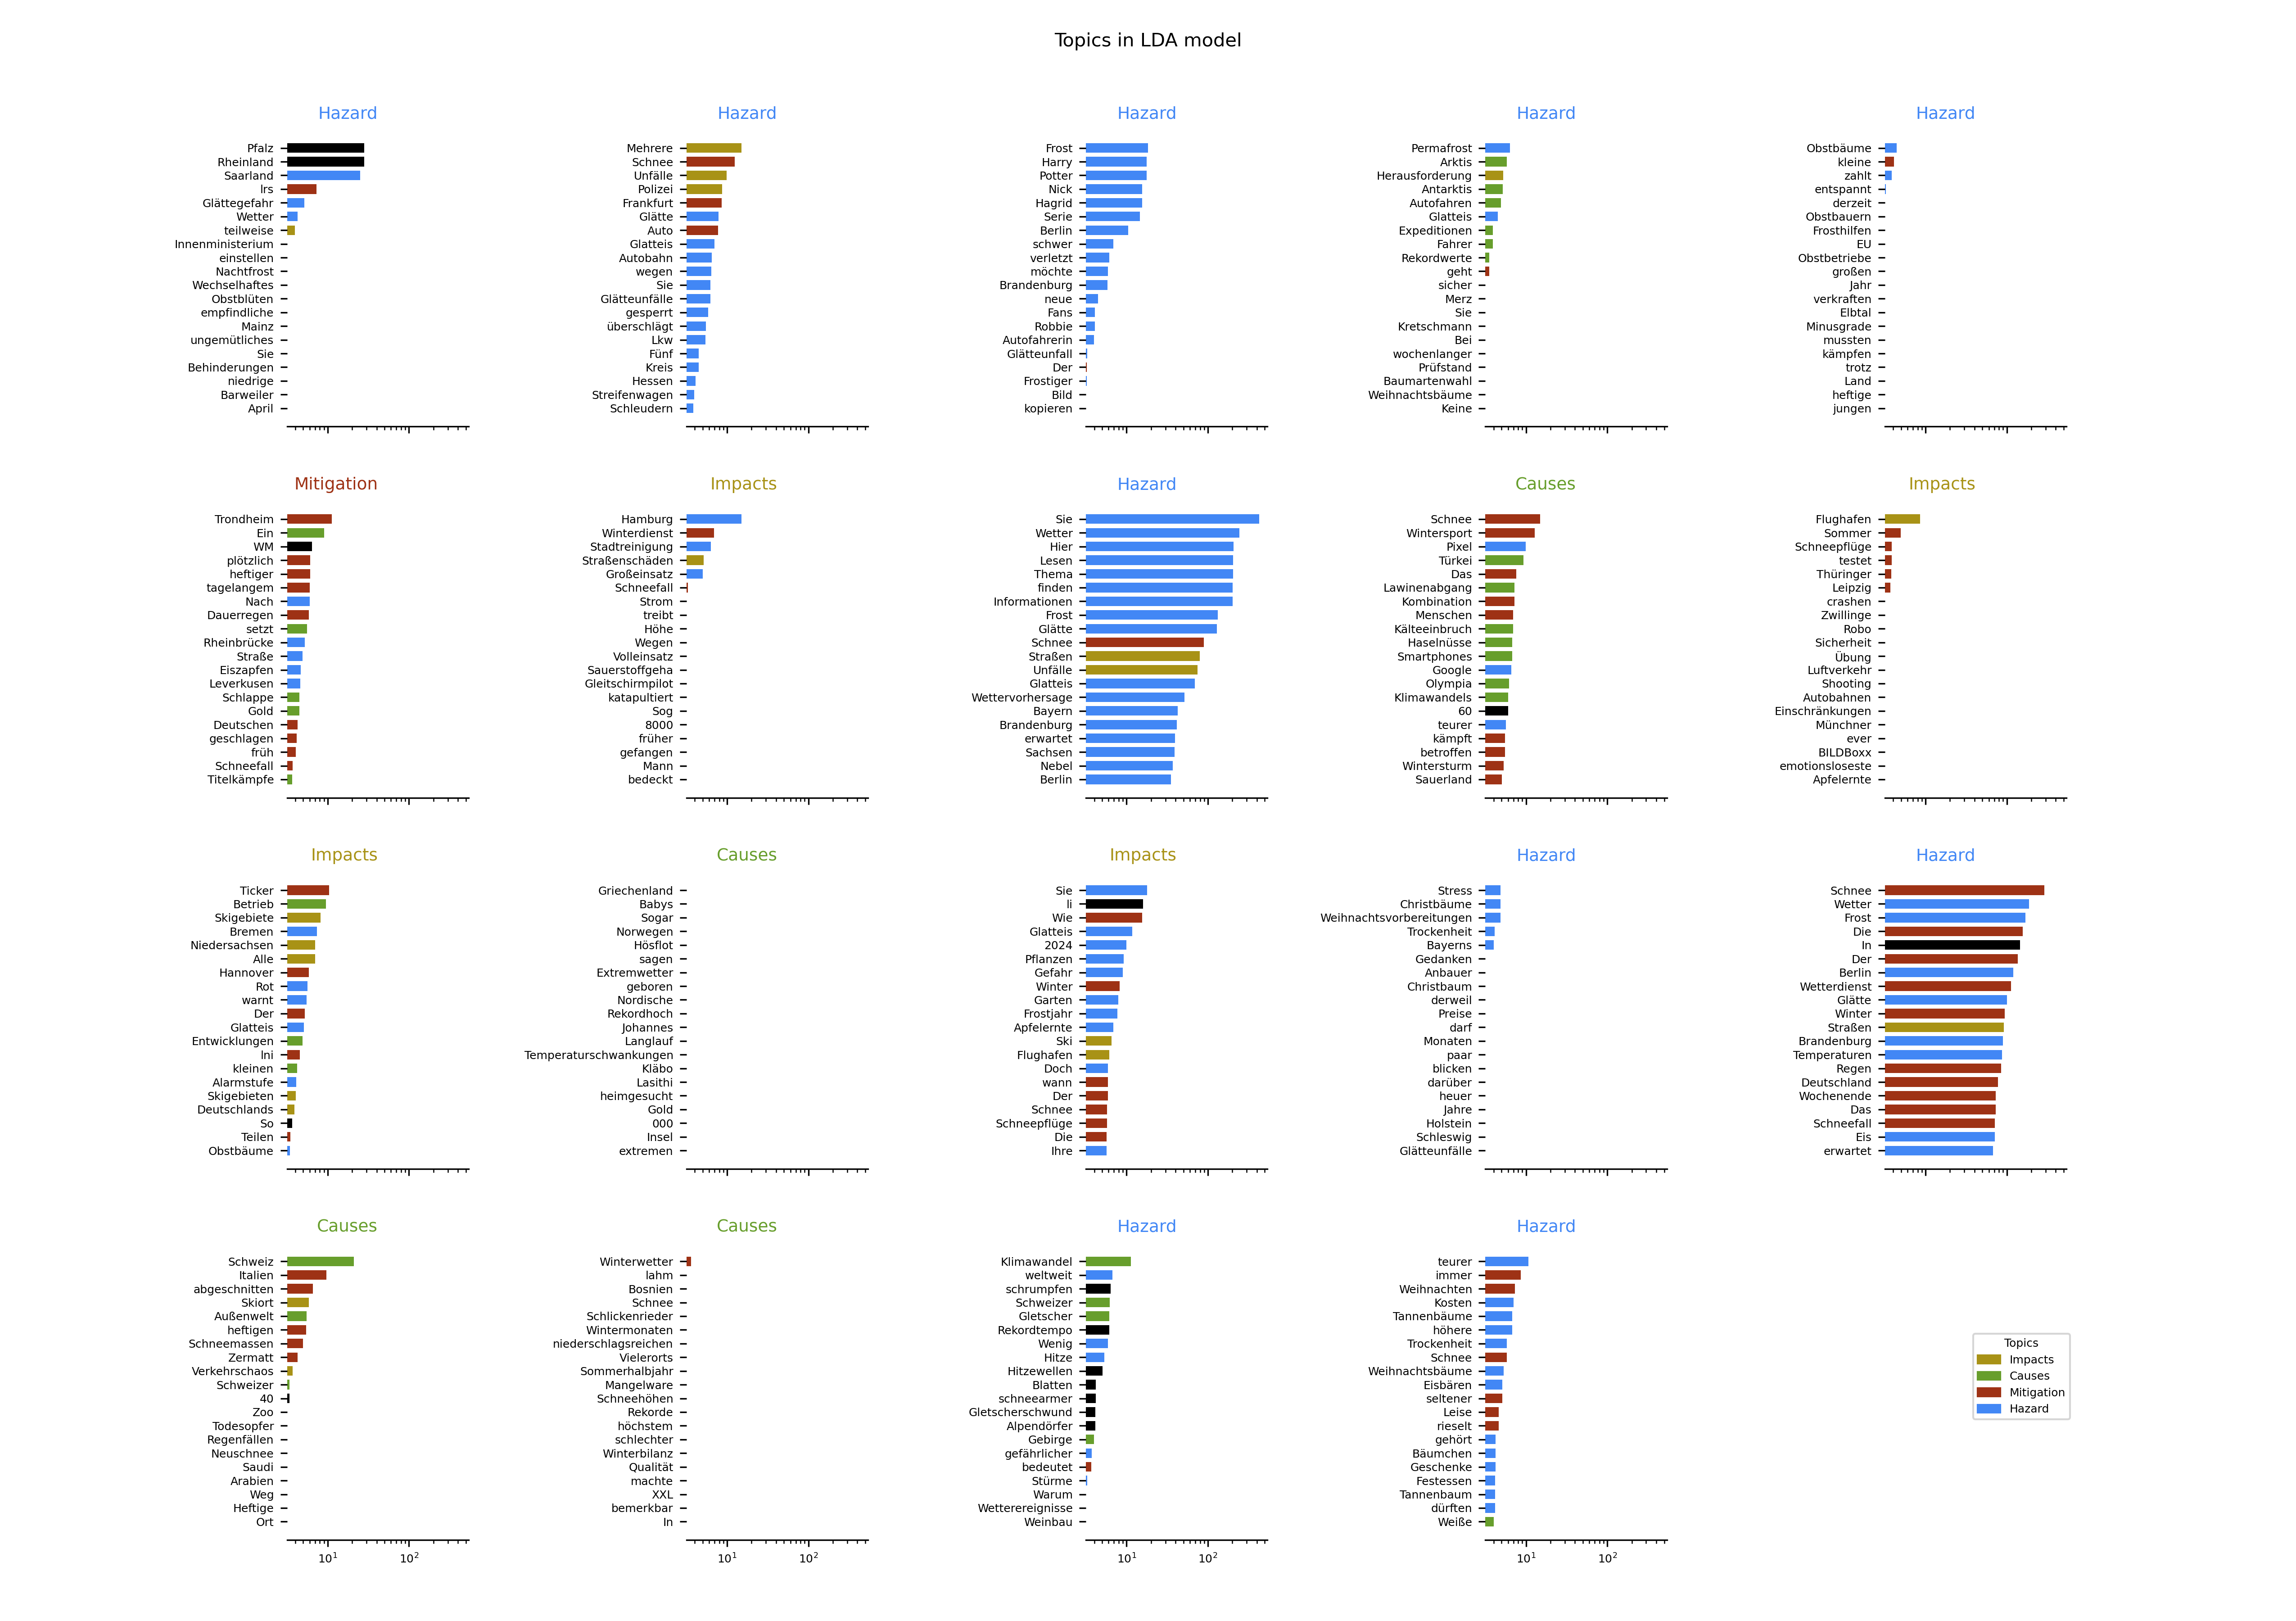 Topics in LDA model
Hazard
Pfalz
Rheinland
Saarland
lrs
Glättegefahr
Wetter
teilweise
Innenministerium
einstellen
Nachtfrost
Wechselhaftes
Obstblüten
empfindliche
Mainz
ungemütliches
Sie
Behinderungen
niedrige
Barweiler
April
Hazard
Mehrere
Schnee
Unfälle
Polizei
Frankfurt
Glätte
Auto
Glatteis
Autobahn
wegen
Sie
Glätteunfälle
gesperrt
überschlägt
Lkw
Fünf
Kreis
Hessen
Streifenwagen
Schleudern
Hazard
Frost
Harry
Potter
Nick
Hagrid
Serie
Berlin
schwer
verletzt
möchte
Brandenburg
neue
Fans
Robbie
Autofahrerin
Glätteunfall
Der
Frostiger
Bild
kopieren
Hazard
Permafrost
Arktis
Herausforderung
Antarktis
Autofahren
Glatteis
Expeditionen
Fahrer
Rekordwerte
geht
sicher
Merz
Sie
Kretschmann
Bei
wochenlanger
Prüfstand
Baumartenwahl
Weihnachtsbäume
Keine
Hazard
Obstbäume
kleine
zahlt
entspannt
derzeit
Obstbauern
Frosthilfen
EU
Obstbetriebe
großen
Jahr
verkraften
Elbtal
Minusgrade
mussten
kämpfen
trotz
Land
heftige
jungen
Mitigation
Trondheim
Ein
WM
plötzlich
heftiger
tagelangem
Nach
Dauerregen
setzt
Rheinbrücke
Straße
Eiszapfen
Leverkusen
Schlappe
Gold
Deutschen
geschlagen
früh
Schneefall
Titelkämpfe
Impacts
Hamburg
Winterdienst
Stadtreinigung
Straßenschäden
Großeinsatz
Schneefall
Strom
treibt
Höhe
Wegen
Volleinsatz
Sauerstoffgeha
Gleitschirmpilot
katapultiert
Sog
8000
früher
gefangen
Mann
bedeckt
Hazard
Sie
Wetter
Hier
Lesen
Thema
finden
Informationen
Frost
Glätte
Schnee
Straßen
Unfälle
Glatteis
Wettervorhersage
Bayern
Brandenburg
erwartet
Sachsen
Nebel
Berlin
Causes
Schnee
Wintersport
Pixel
Türkei
Das
Lawinenabgang
Kombination
Menschen
Kälteeinbruch
Haselnüsse
Smartphones
Google
Olympia
Klimawandels
60
teurer
kämpft
betroffen
Wintersturm
Sauerland
Impacts
Flughafen
Sommer
Schneepflüge
testet
Thüringer
Leipzig
crashen
Zwillinge
Robo
Sicherheit
Übung
Luftverkehr
Shooting
Autobahnen
Einschränkungen
Münchner
ever
BILDBoxx
emotionsloseste
Apfelernte
Impacts
Ticker
Betrieb
Skigebiete
Bremen
Niedersachsen
Alle
Hannover
Rot
warnt
Der
Glatteis
Entwicklungen
Ini
kleinen
Alarmstufe
Skigebieten
Deutschlands
So
Teilen
Obstbäume
Causes
Griechenland
Babys
Sogar
Norwegen
Hösflot
sagen
Extremwetter
geboren
Nordische
Rekordhoch
Johannes
Langlauf
Temperaturschwankungen
Kläbo
Lasithi
heimgesucht
Gold
000
Insel
extremen
Impacts
Sie
li
Wie
Glatteis
2024
Pflanzen
Gefahr
Winter
Garten
Frostjahr
Apfelernte
Ski
Flughafen
Doch
wann
Der
Schnee
Schneepflüge
Die
Ihre
Hazard
Stress
Christbäume
Weihnachtsvorbereitungen
Trockenheit
Bayerns
Gedanken
Anbauer
Christbaum
derweil
Preise
darf
Monaten
paar
blicken
darüber
heuer
Jahre
Holstein
Schleswig
Glätteunfälle
Hazard
Schnee
Wetter
Frost
Die
In
Der
Berlin
Wetterdienst
Glätte
Winter
Straßen
Brandenburg
Temperaturen
Regen
Deutschland
Wochenende
Das
Schneefall
Eis
erwartet
Causes
Schweiz
Italien
abgeschnitten
Skiort
Außenwelt
heftigen
Schneemassen
Zermatt
Verkehrschaos
Schweizer
40
Zoo
Todesopfer
Regenfällen
Neuschnee
Saudi
Arabien
Weg
Heftige
Ort
10¹ 10²
Causes
Winterwetter
lahm
Bosnien
Schnee
Schlickenrieder
Wintermonaten
niederschlagsreichen
Vielerorts
Sommerhalbjahr
Mangelware
Schneehöhen
Rekorde
höchstem
schlechter
Winterbilanz
Qualität
machte
XXL
bemerkbar
In
10¹ 10²
Hazard
Klimawandel
weltweit
schrumpfen
Schweizer
Gletscher
Rekordtempo
Wenig
Hitze
Hitzewellen
Blatten
schneearmer
Gletscherschwund
Alpendörfer
Gebirge
gefährlicher
bedeutet
Stürme
Warum
Wetterereignisse
Weinbau
10¹ 10²
Hazard
teurer
immer
Weihnachten
Kosten
Tannenbäume
höhere
Trockenheit
Schnee
Weihnachtsbäume
Eisbären
seltener
Leise
rieselt
gehört
Bäumchen
Geschenke
Festessen
Tannenbaum
dürften
Weiße
10¹ 10²
Topics
Impacts
Causes
Mitigation
Hazard